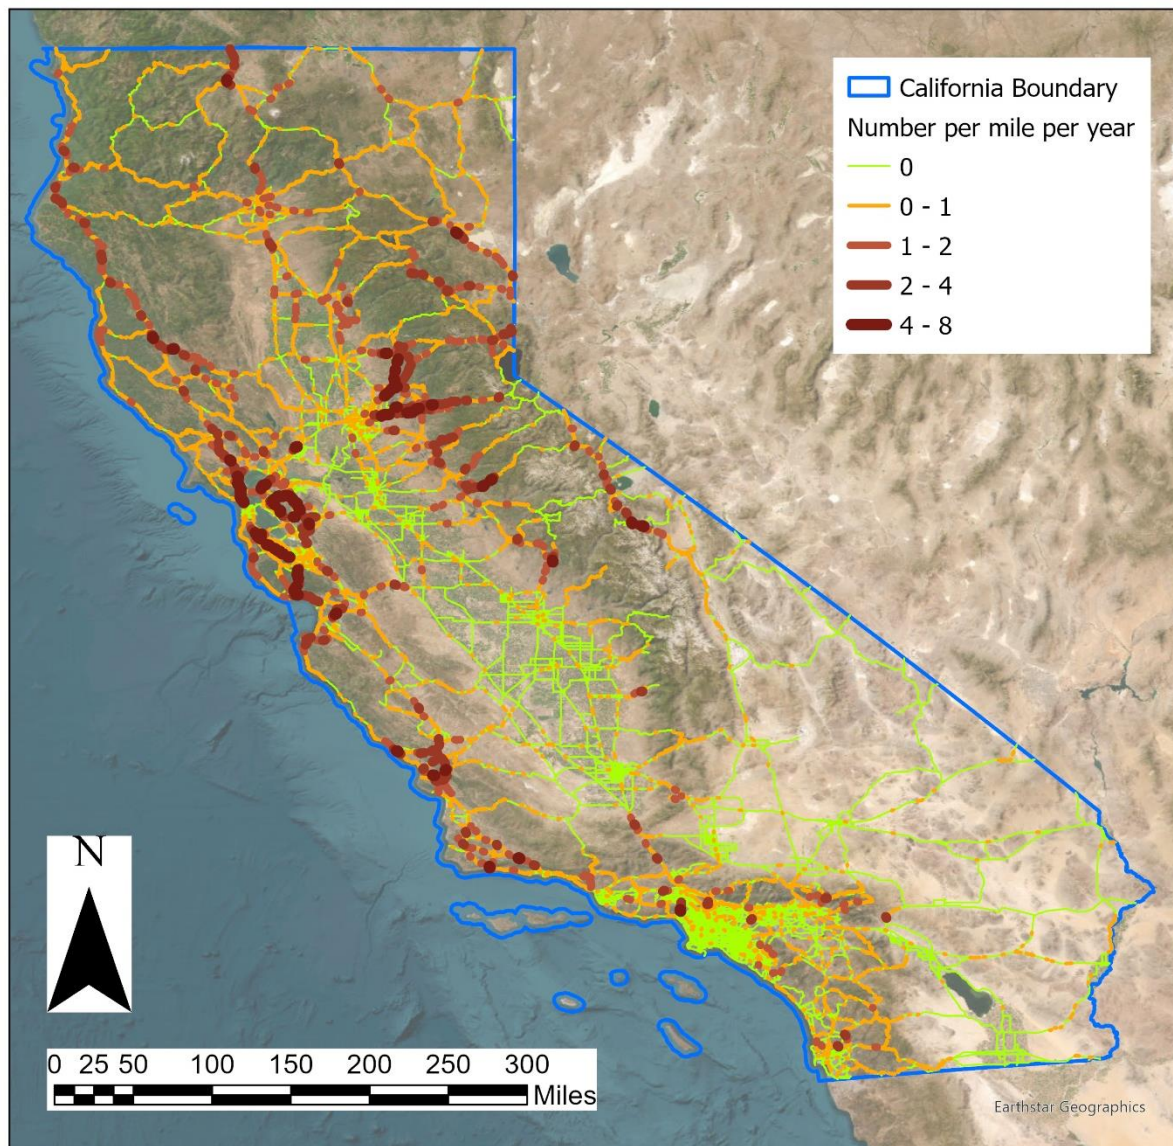 California Boundary
Number per mile per year
0
0 - 1
1 - 2
2 - 4
4 - 8
N
0 25 50 100 150 200 250 300
Miles
Earthstar Geographics